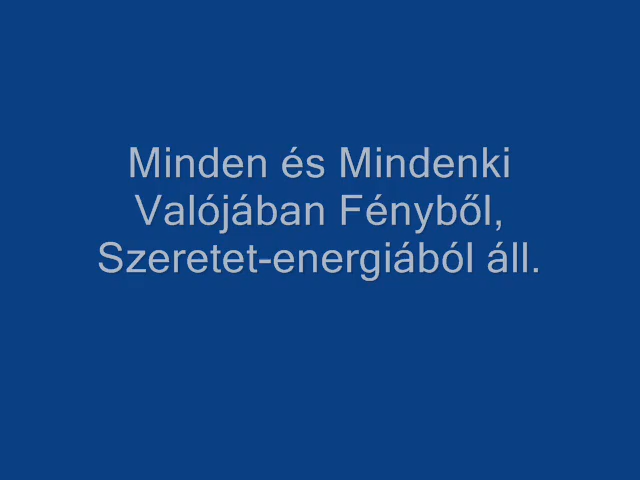 Minden és Mindenki
Valójában Fényből,
Szeretet-energiából áll.